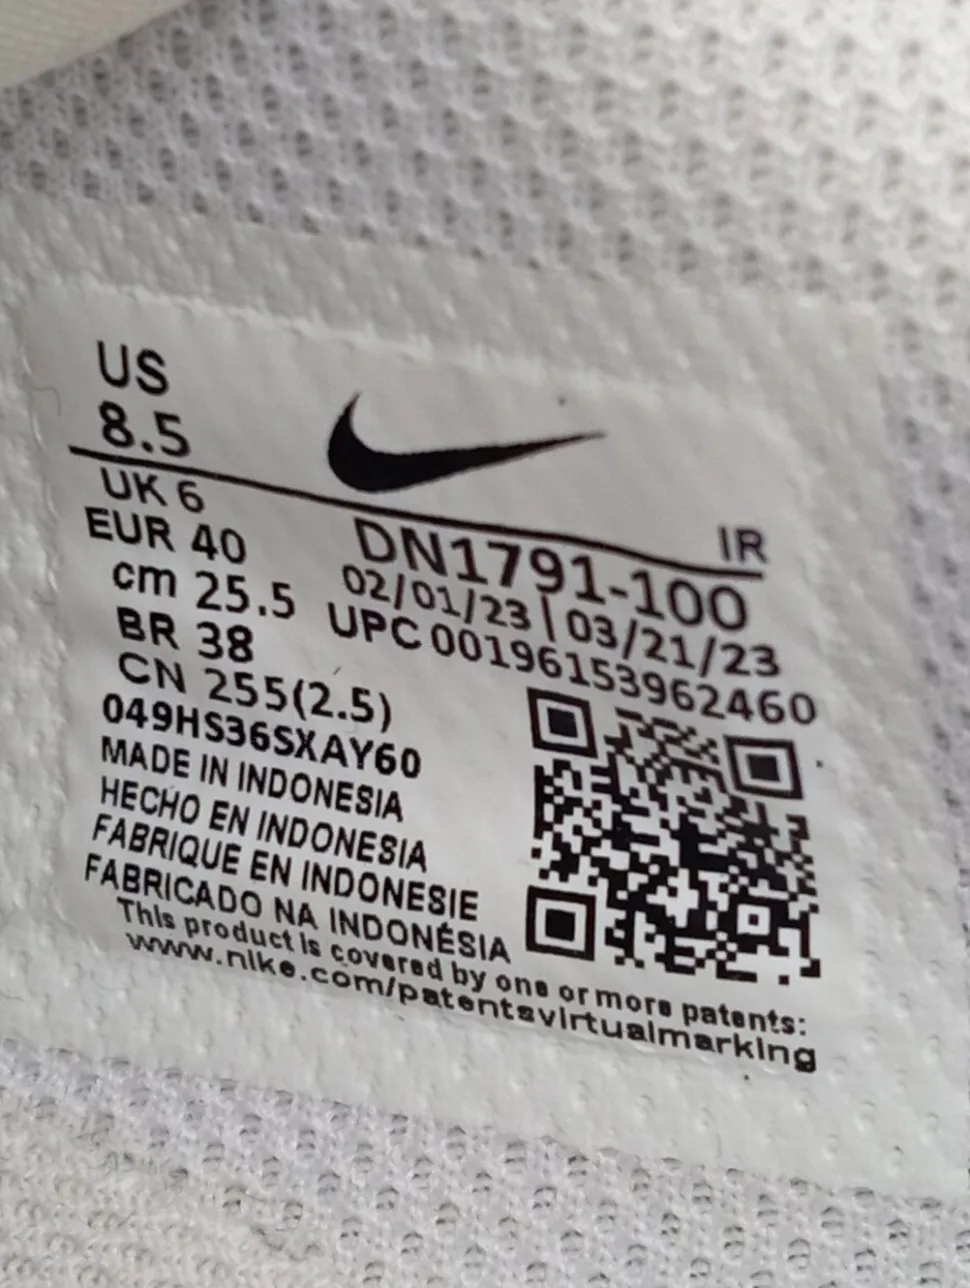 US
8.5
UK 6
EUR 40
cm 25.5
BR 38
CN 255(2.5)
IR
DN1791-100
02/01/23 | 03/21/23
UPC 00196153962460
049HS36SXAY60
MADE IN INDONESIA
HECHO EN INDONESIA
FABRIQUE EN INDONESIE
FABRICADO NA INDONÉSIA
This product is covered by one or more patents:
www.nike.com/patentsvirtualmarking